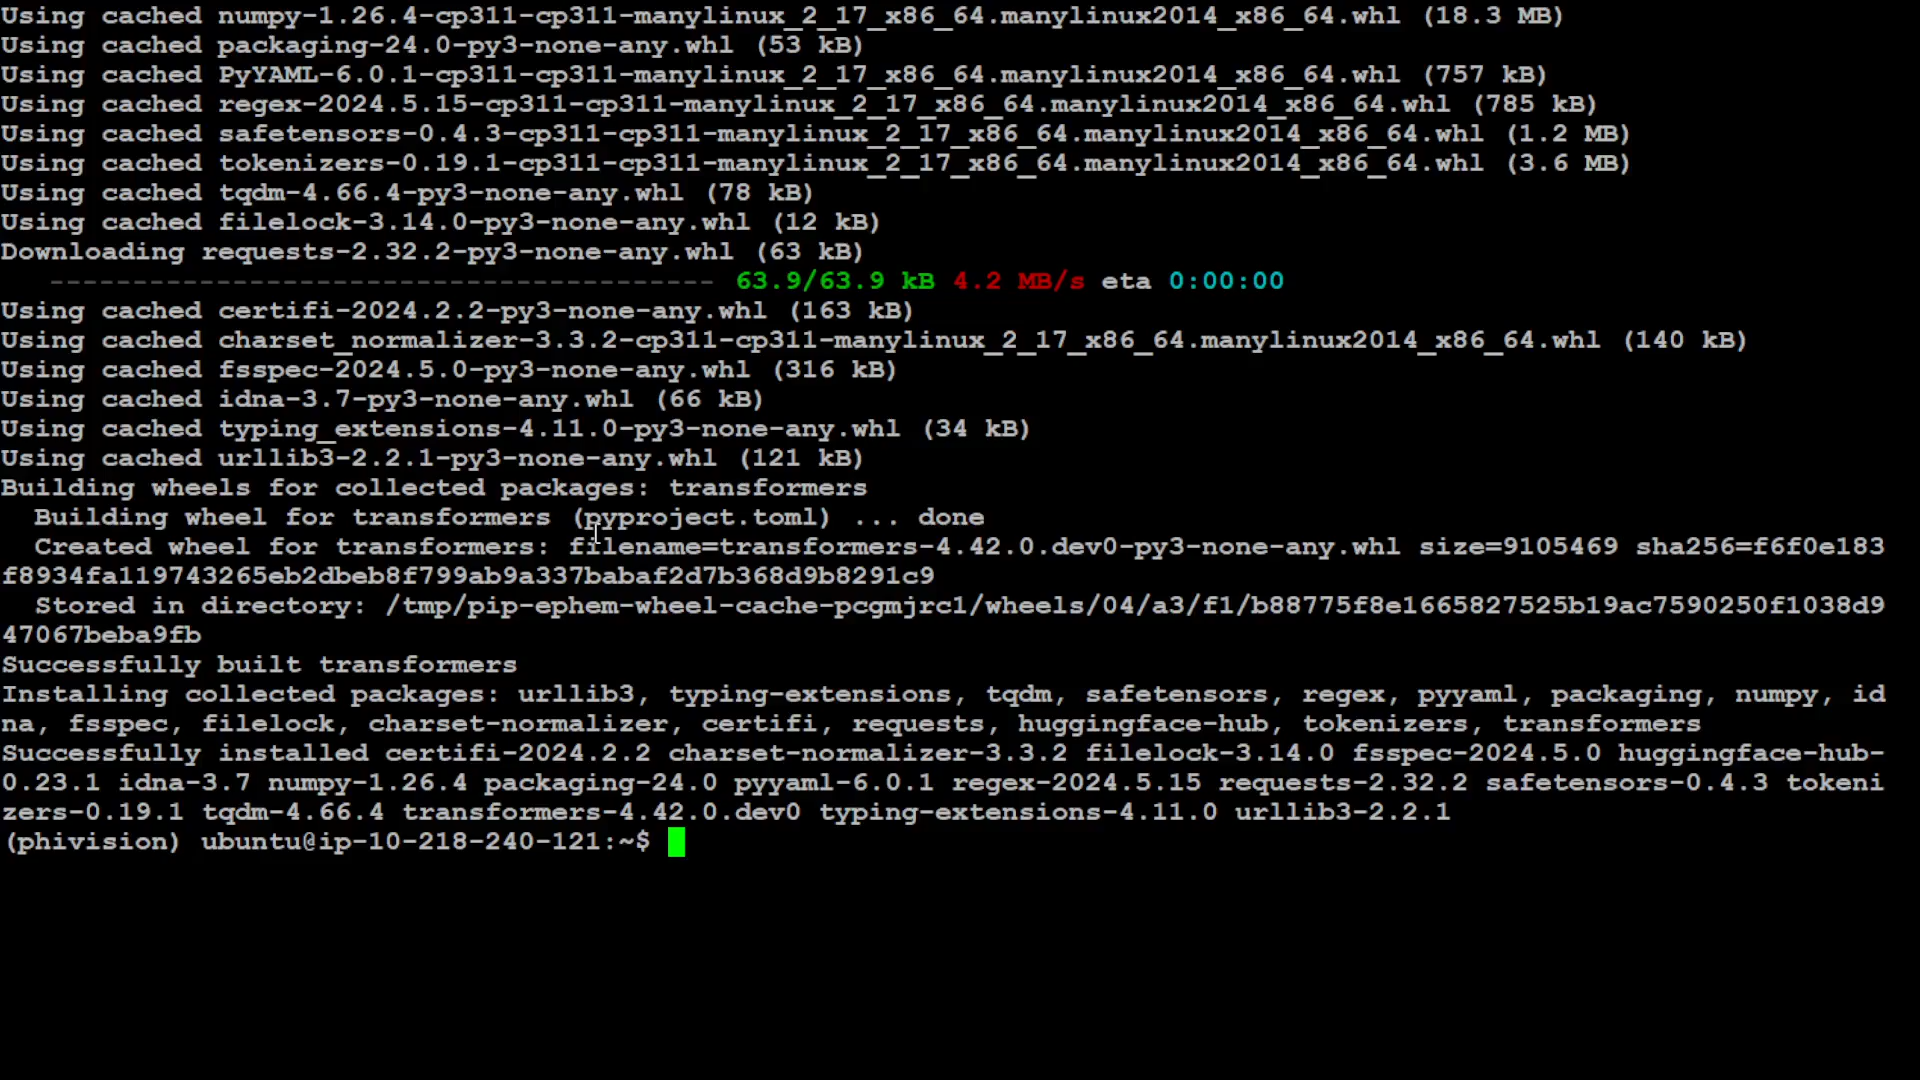 Using cached numpy-1.26.4-cp311-cp311-manylinux_2_17_x86_64.manylinux2014_x86_64.whl (18.3 MB)
Using cached packaging-24.0-py3-none-any.whl (53 kB)
Using cached PyYAML-6.0.1-cp311-cp311-manylinux_2_17_x86_64.manylinux2014_x86_64.whl (757 kB)
Using cached regex-2024.5.15-cp311-cp311-manylinux_2_17_x86_64.manylinux2014_x86_64.whl (785 kB)
Using cached safetensors-0.4.3-cp311-cp311-manylinux_2_17_x86_64.manylinux2014_x86_64.whl (1.2 MB)
Using cached tokenizers-0.19.1-cp311-cp311-manylinux_2_17_x86_64.manylinux2014_x86_64.whl (3.6 MB)
Using cached tqdm-4.66.4-py3-none-any.whl (78 kB)
Using cached filelock-3.14.0-py3-none-any.whl (12 kB)
Downloading requests-2.32.2-py3-none-any.whl (63 kB)
---------------------------------------- 63.9/63.9 kB 4.2 MB/s eta 0:00:00
Using cached certifi-2024.2.2-py3-none-any.whl (163 kB)
Using cached charset_normalizer-3.3.2-cp311-cp311-manylinux_2_17_x86_64.manylinux2014_x86_64.whl (140 kB)
Using cached fsspec-2024.5.0-py3-none-any.whl (316 kB)
Using cached idna-3.7-py3-none-any.whl (66 kB)
Using cached typing_extensions-4.11.0-py3-none-any.whl (34 kB)
Using cached urllib3-2.2.1-py3-none-any.whl (121 kB)
Building wheels for collected packages: transformers
  Building wheel for transformers (pyproject.toml) ... done
  Created wheel for transformers: filename=transformers-4.42.0.dev0-py3-none-any.whl size=9105469 sha256=f6f0e183
f8934fa119743265eb2dbeb8f799ab9a337babaf2d7b368d9b8291c9
  Stored in directory: /tmp/pip-ephem-wheel-cache-pcgmjrc1/wheels/04/a3/f1/b88775f8e1665827525b19ac7590250f1038d9
47067beba9fb
Successfully built transformers
Installing collected packages: urllib3, typing-extensions, tqdm, safetensors, regex, pyyaml, packaging, numpy, id
na, fsspec, filelock, charset-normalizer, certifi, requests, huggingface-hub, tokenizers, transformers
Successfully installed certifi-2024.2.2 charset-normalizer-3.3.2 filelock-3.14.0 fsspec-2024.5.0 huggingface-hub-
0.23.1 idna-3.7 numpy-1.26.4 packaging-24.0 pyyaml-6.0.1 regex-2024.5.15 requests-2.32.2 safetensors-0.4.3 tokeni
zers-0.19.1 tqdm-4.66.4 transformers-4.42.0.dev0 typing-extensions-4.11.0 urllib3-2.2.1
(phivision) ubuntu@ip-10-218-240-121:~$